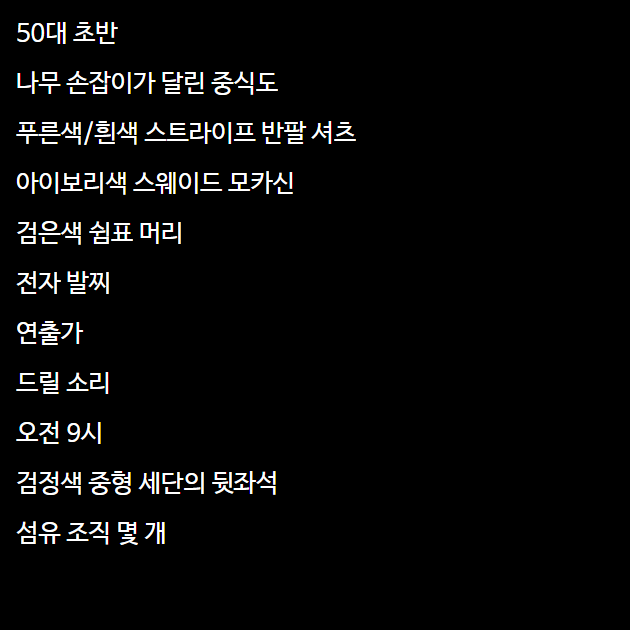 50대 초반
나무 손잡이가 달린 중식도
푸른색/흰색 스트라이프 반팔 셔츠
아이보리색 스웨이드 모카신
검은색 쉼표 머리
전자 발찌
연출가
드릴 소리
오전 9시
검정색 중형 세단의 뒷좌석
섬유 조직 몇 개